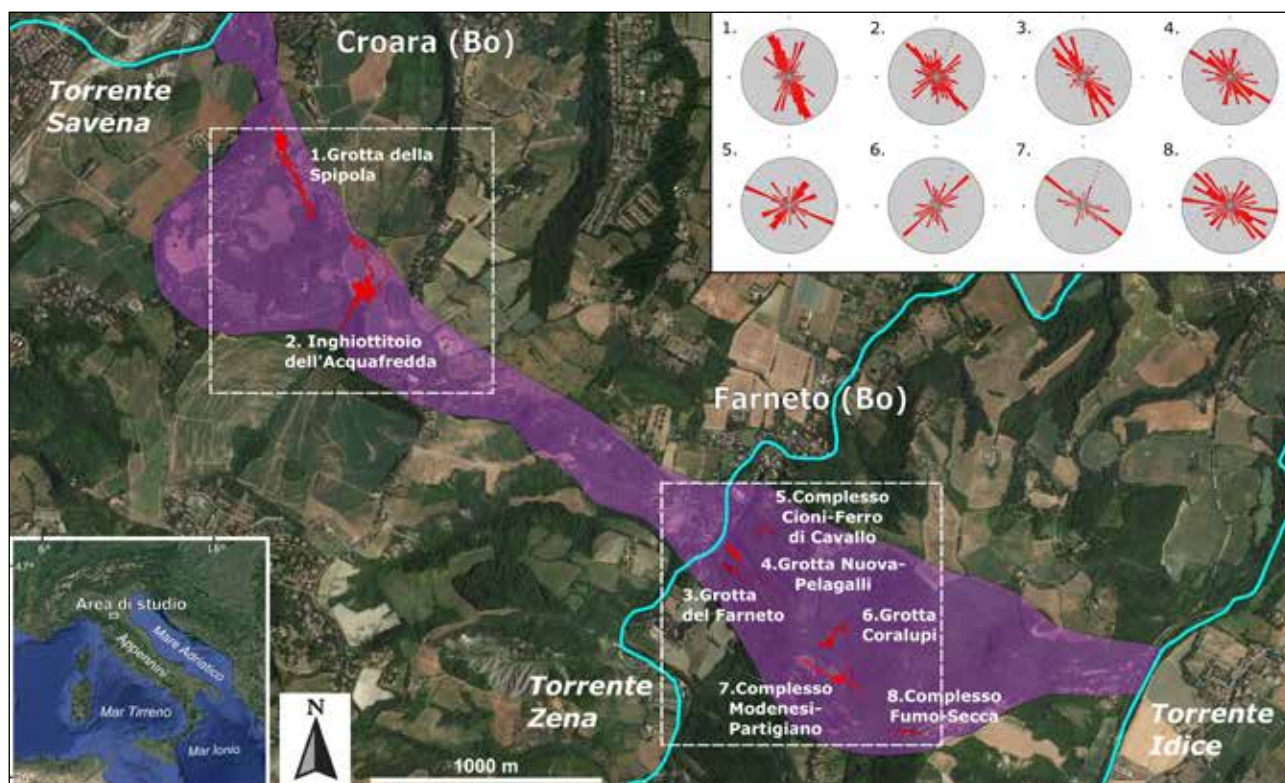 Croara (Bo)
Torrente
Savena
1.Grotta della
Spipola
2. Inghiottitoio
dell'Acquafredda
1.
2.
3.
4.
5.
6.
7.
8.
Farneto (Bo)
5.Complesso
Cioni-Ferro
di Cavallo
4.Grotta Nuova-
Pelagalli
3.Grotta
del Farneto
6.Grotta
Coralupi
7.Complesso
Modenesi-
Partigiano
8.Complesso
Fumo-Secca
Torrente
Zena
Torrente
Idice
Area di studio
Appennini
Mare Adriatico
Mar Tirreno
Mar Ionio
N
1000 m